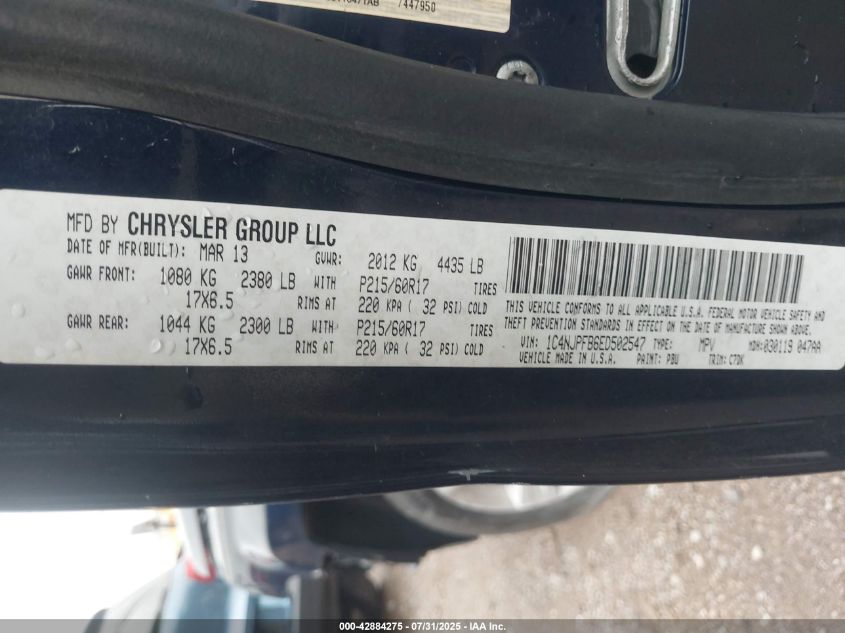 7447950
MFD BY CHRYSLER GROUP LLC
DATE OF MFR(BUILT): MAR 13 GVWR: 2012 KG 4435 LB
GAWR FRONT: 1080 KG 2380 LB WITH P215/60R17 TIRES
17X6.5 RIMS AT 220 KPA ( 32 PSI) COLD
GAWR REAR: 1044 KG 2300 LB WITH P215/60R17 TIRES
17X6.5 RIMS AT 220 KPA ( 32 PSI) COLD
THIS VEHICLE CONFORMS TO ALL APPLICABLE U.S.A. FEDERAL MOTOR VEHICLE SAFETY AND
THEFT PREVENTION STANDARDS IN EFFECT ON THE DATE OF MANUFACTURE SHOWN ABOVE.
VIN: 1C4NJPFB6ED502547 TYPE: MPV MDH: 030119 047AA
VEHICLE MADE IN U.S.A. PAINT: PBU TRIM: C7DK
000-42884275 - 07/31/2025 - IAA Inc.